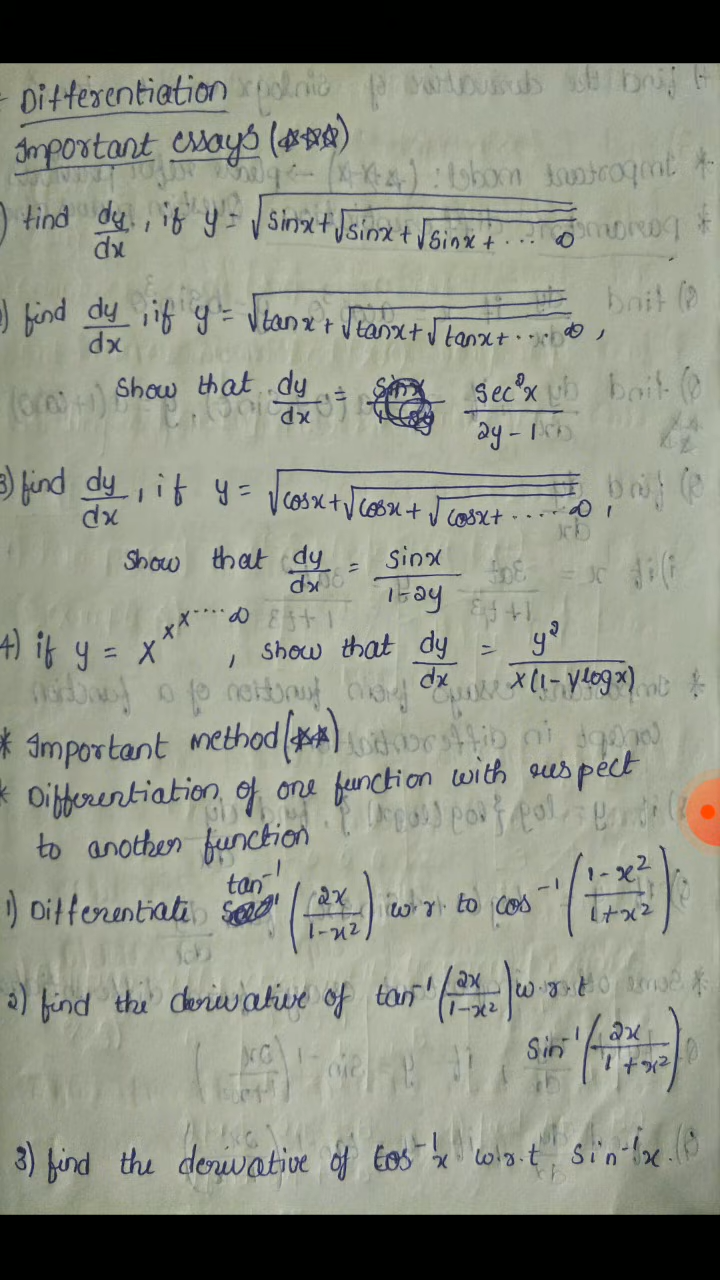 Differentiation
Important essays (***)
) find dy/dx, if y = √sinx+√sinx+√sinx+... ∞
) find dy/dx, if y = √tanx+√tanx+√tanx+... ∞,
show that dy/dx = sec²x/2y-1
3) find dy/dx, if y = √cosx+√cosx+√cosx+..... ∞,
show that dy/dx = sinx/1-2y
4) if y = x^x^x....∞, show that dy/dx = y²/x(1-ylogx)
* Important method(**)
* Differentiation of one function with respect
to another function
1) Differentiate tan⁻¹(2x/1-x²) w.r. to cos⁻¹(1-x²/1+x²)
2) find the derivative of tan⁻¹(2x/1-x²) w.r.t
sin⁻¹(2x/1+x²)
3) find the derivative of cos⁻¹x w.r.t sin⁻¹x.